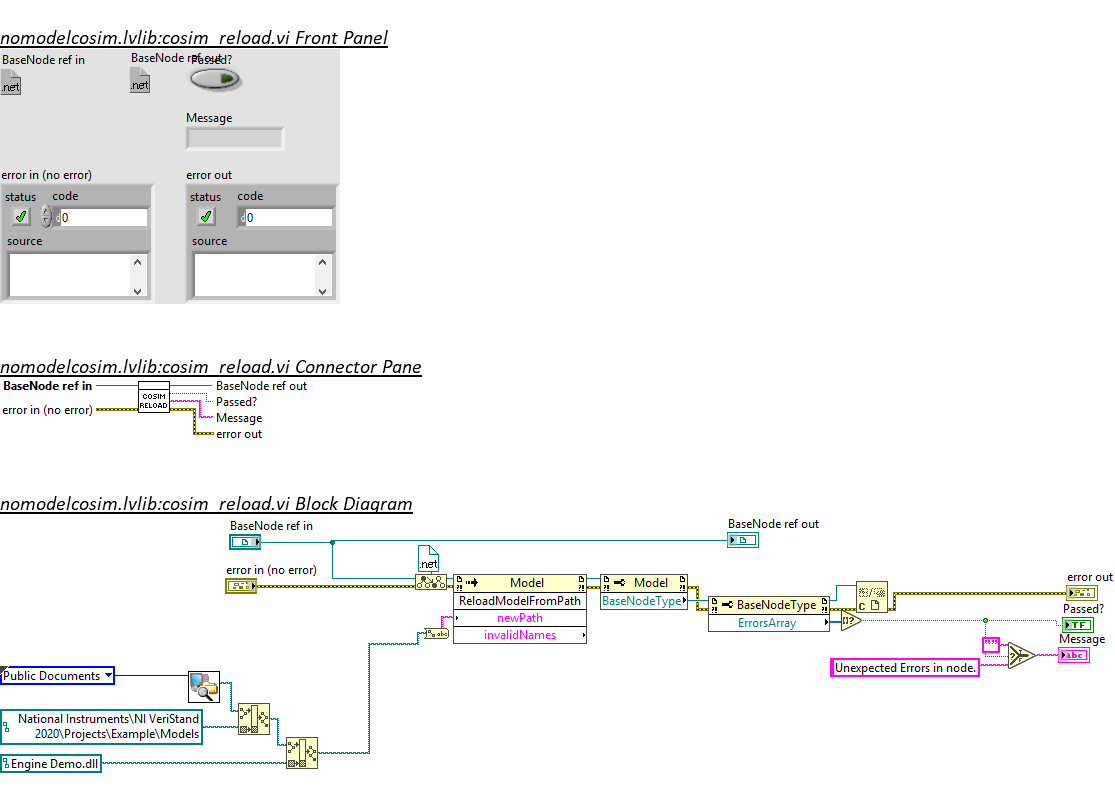 nomodelcosim.lvlib:cosim_reload.vi Front Panel
BaseNode ref in
BaseNode ref out
Passed?
.net
.net
Message
error in (no error)
error out
status
code
status
code
d
0
d
0
source
source
nomodelcosim.lvlib:cosim_reload.vi Connector Pane
BaseNode ref in
BaseNode ref out
COSIM
RELOAD
Passed?
error in (no error)
Message
error out
nomodelcosim.lvlib:cosim_reload.vi Block Diagram
BaseNode ref in
BaseNode ref out
.net
error in (no error)
Model
Model
error out
ReloadModelFromPath
BaseNodeType
BaseNodeType
Passed?
newPath
ErrorsArray
TF
invalidNames
Message
abc
Unexpected Errors in node.
Public Documents
National Instruments\NI VeriStand
2020\Projects\Example\Models
Engine Demo.dll